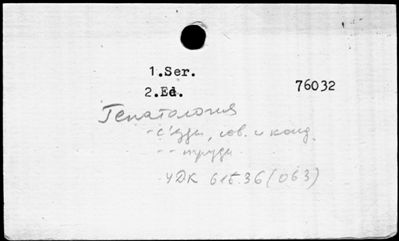 1.Ser.
2.Ed. 76032
Гепатология
- съезды, сов. и конф.
- - труды
УДК 616.36(063)